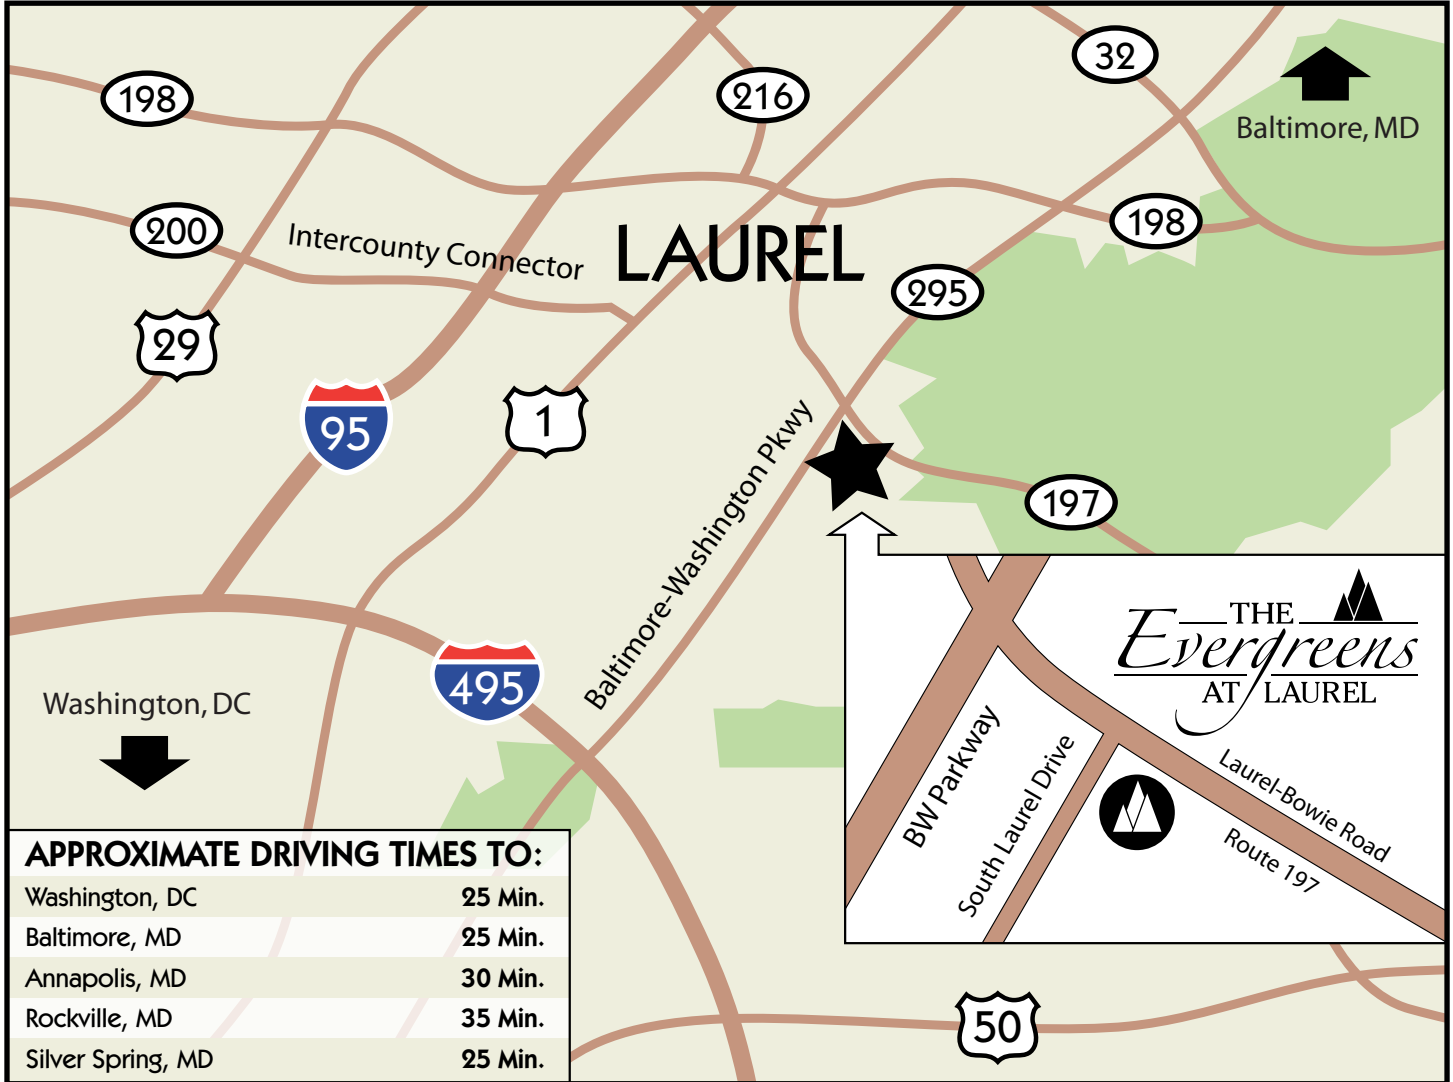 198
216
32
Baltimore, MD
200
Intercounty Connector
LAUREL
198
295
29
95
1
Baltimore-Washington Pkwy
197
495
Washington, DC
THE
Evergreens
AT LAUREL
BW Parkway
South Laurel Drive
Laurel-Bowie Road
Route 197
APPROXIMATE DRIVING TIMES TO:
Washington, DC 25 Min.
Baltimore, MD 25 Min.
Annapolis, MD 30 Min.
Rockville, MD 35 Min.
Silver Spring, MD 25 Min.
50